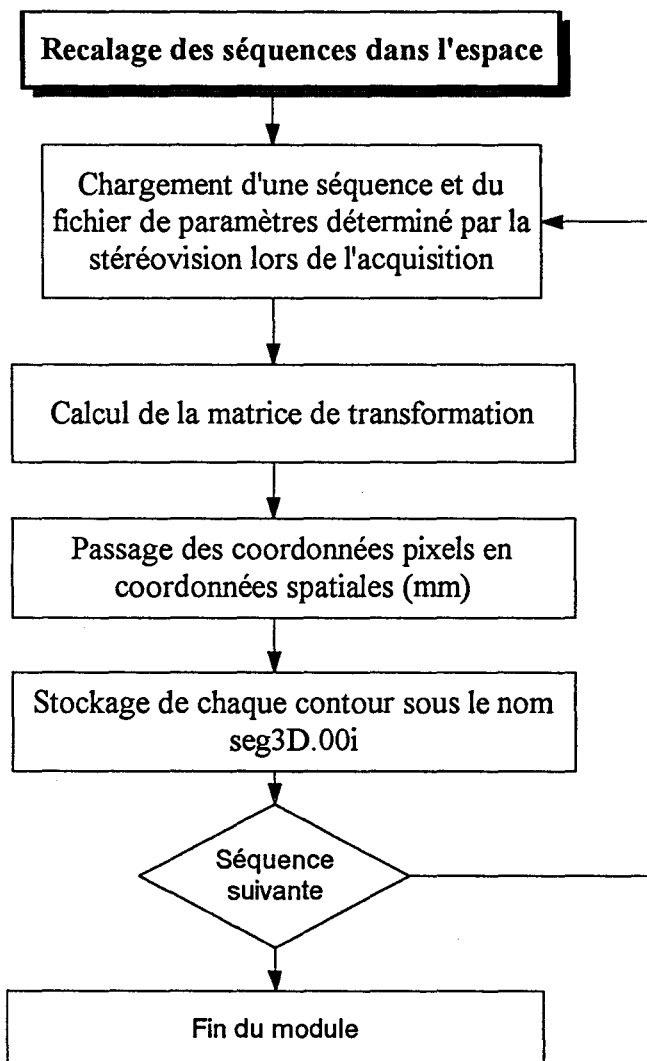 Recalage des séquences dans l'espace
Chargement d'une séquence et du
fichier de paramètres déterminé par la
stéréovision lors de l'acquisition
Calcul de la matrice de transformation
Passage des coordonnées pixels en
coordonnées spatiales (mm)
Stockage de chaque contour sous le nom
seg3D.00i
Séquence
suivante
Fin du module